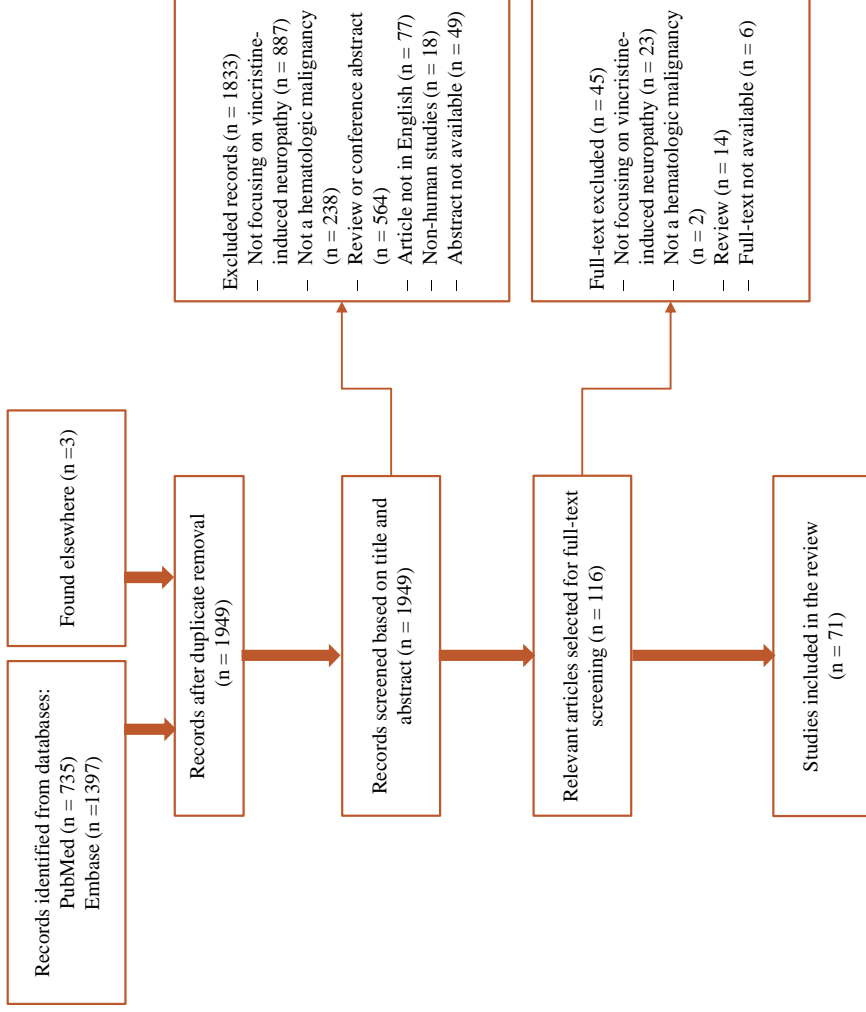 Records identified from databases:
PubMed (n = 735)
Embase (n =1397)
Found elsewhere (n =3)
Records after duplicate removal
(n = 1949)
Records screened based on title and
abstract (n = 1949)
Excluded records (n = 1833)
– Not focusing on vincristine-
induced neuropathy (n = 887)
– Not a hematologic malignancy
(n = 238)
– Review or conference abstract
(n = 564)
– Article not in English (n = 77)
– Non-human studies (n = 18)
– Abstract not available (n = 49)
Relevant articles selected for full-text
screening (n = 116)
Full-text excluded (n = 45)
– Not focusing on vincristine-
induced neuropathy (n = 23)
– Not a hematologic malignancy
(n = 2)
– Review (n = 14)
– Full-text not available (n = 6)
Studies included in the review
(n = 71)